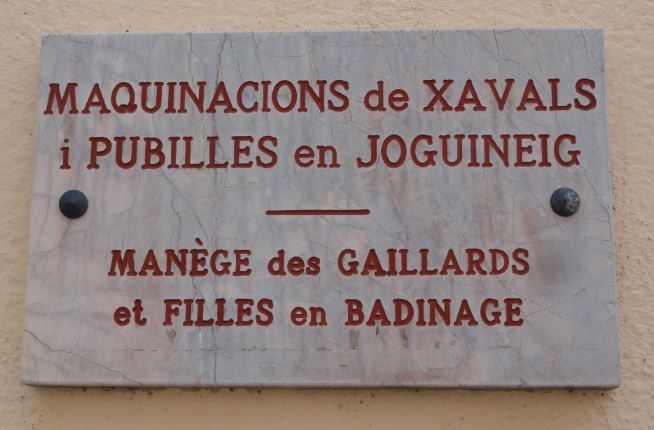 MAQUINACIONS de XAVALS
i PUBILLES en JOGUINEIG
MANÈGE des GAILLARDS
et FILLES en BADINAGE